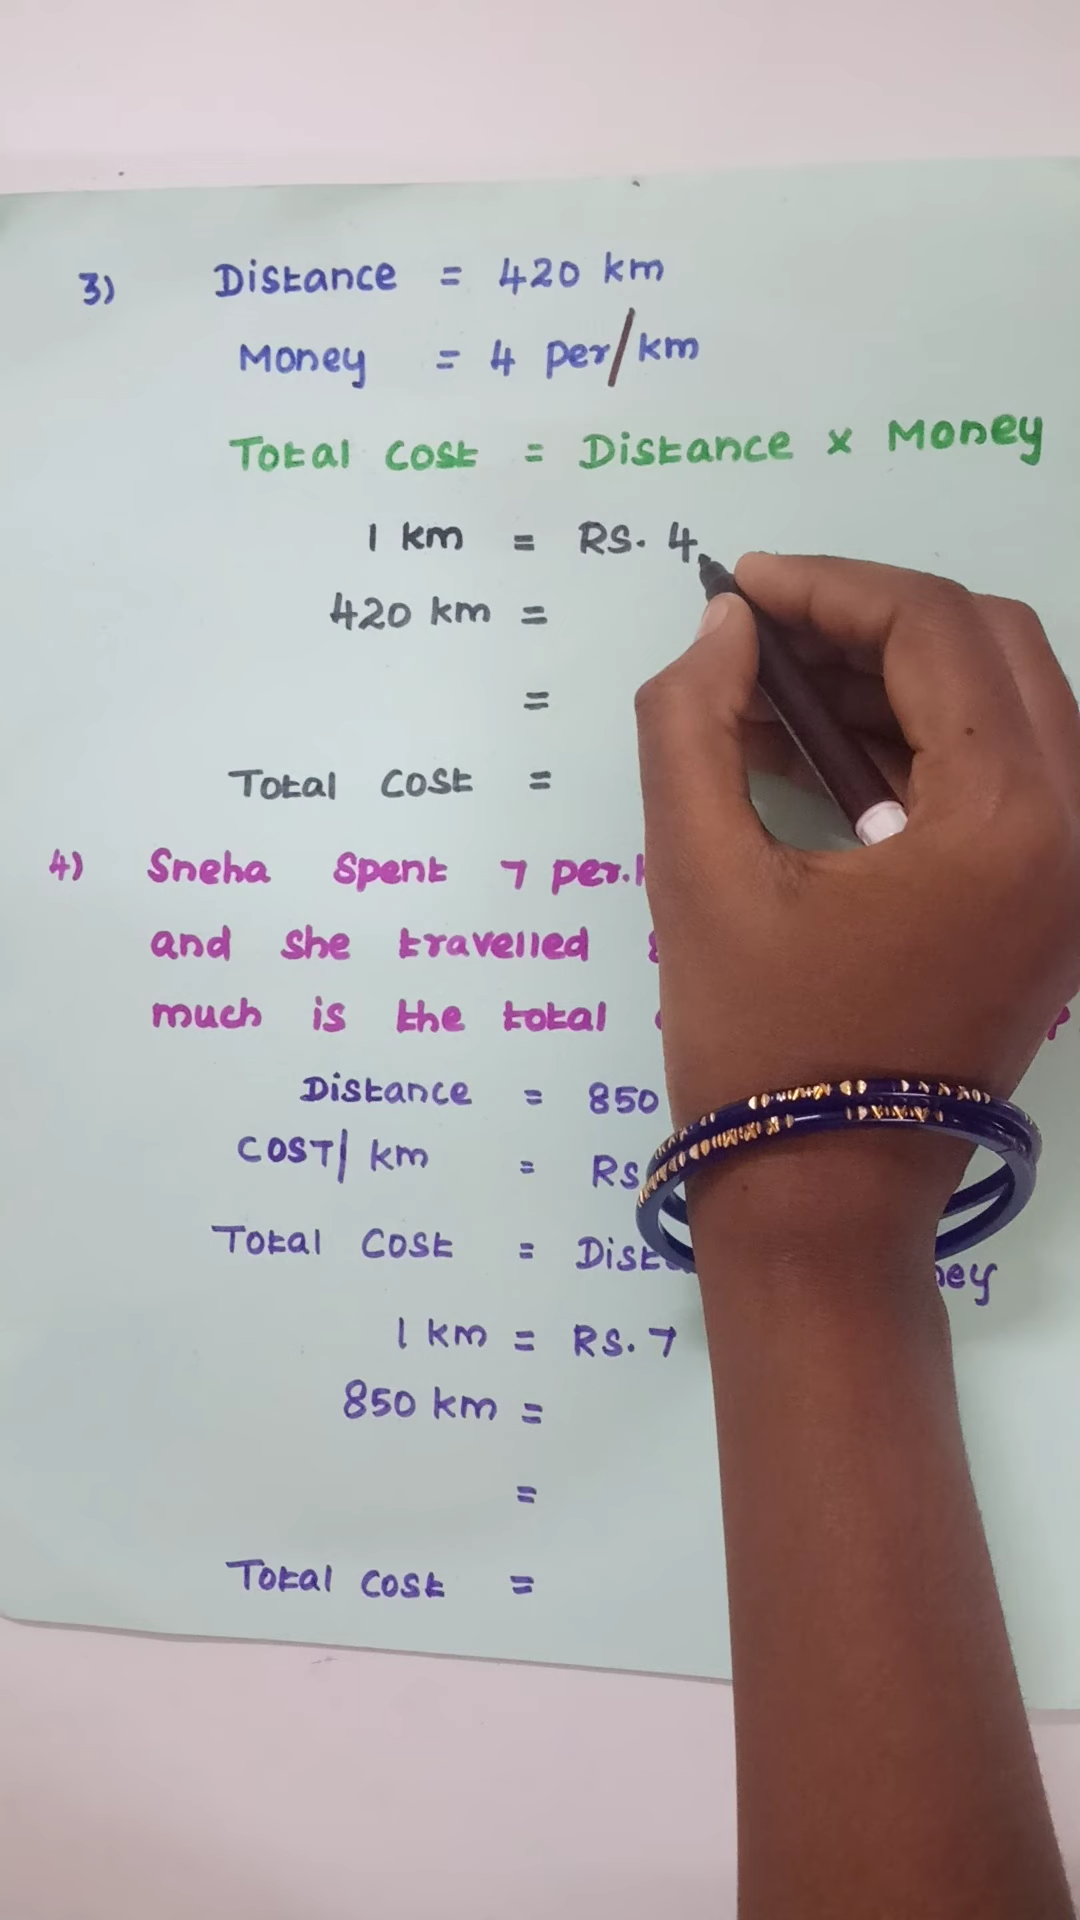 3) Distance = 420 km
Money = 4 per/km
Total cost = Distance x Money
1 km = RS. 4
420 km =
=
Total cost =
4) Sneha spent 7 per.
and she travelled
much is the total ?
Distance = 850
COST/ km = Rs
Total cost =
1 km = RS. 7
850 km =
=
Total cost =